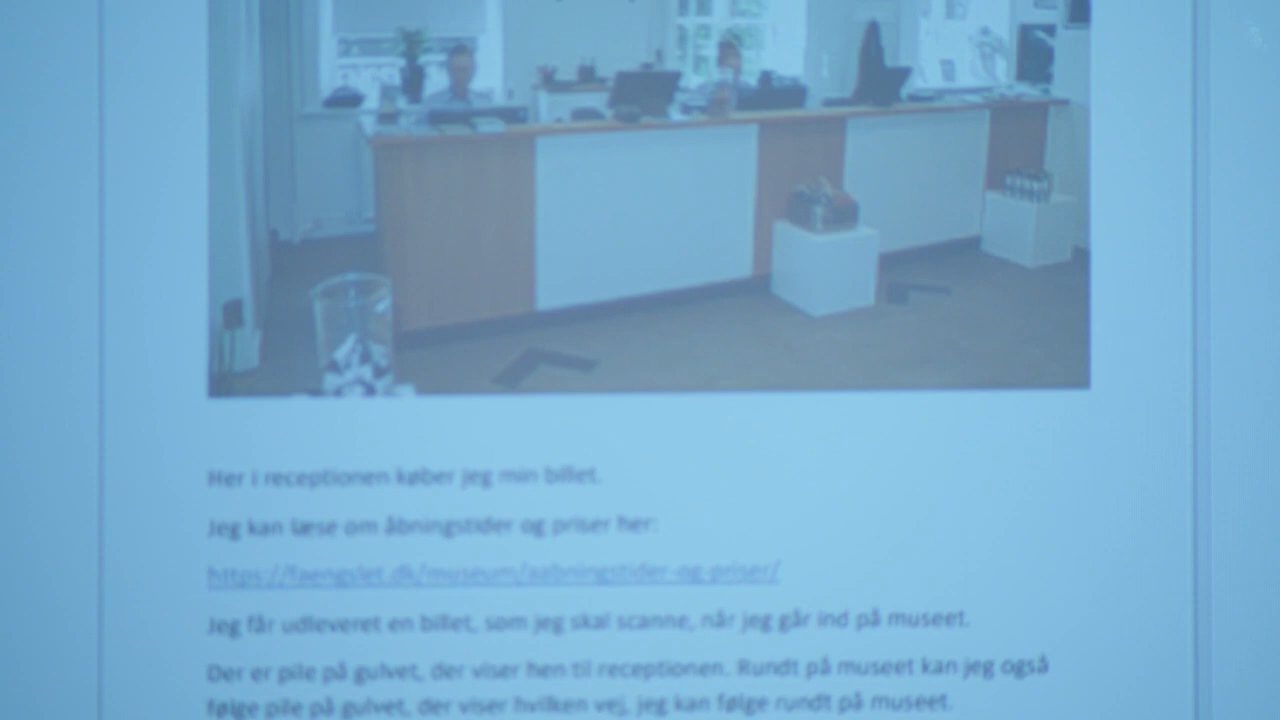 Her i receptionen køber jeg min billet.
Jeg kan læse om åbningstider og priser her:
https://faengslet.dk/museum/aabningstider-og-priser/
Jeg får udleveret en billet, som jeg skal scanne, når jeg går ind på museet.
Der er pile på gulvet, der viser hen til receptionen. Rundt på museet kan jeg også
følge pile på gulvet, der viser hvilken vej, jeg kan følge rundt på museet.